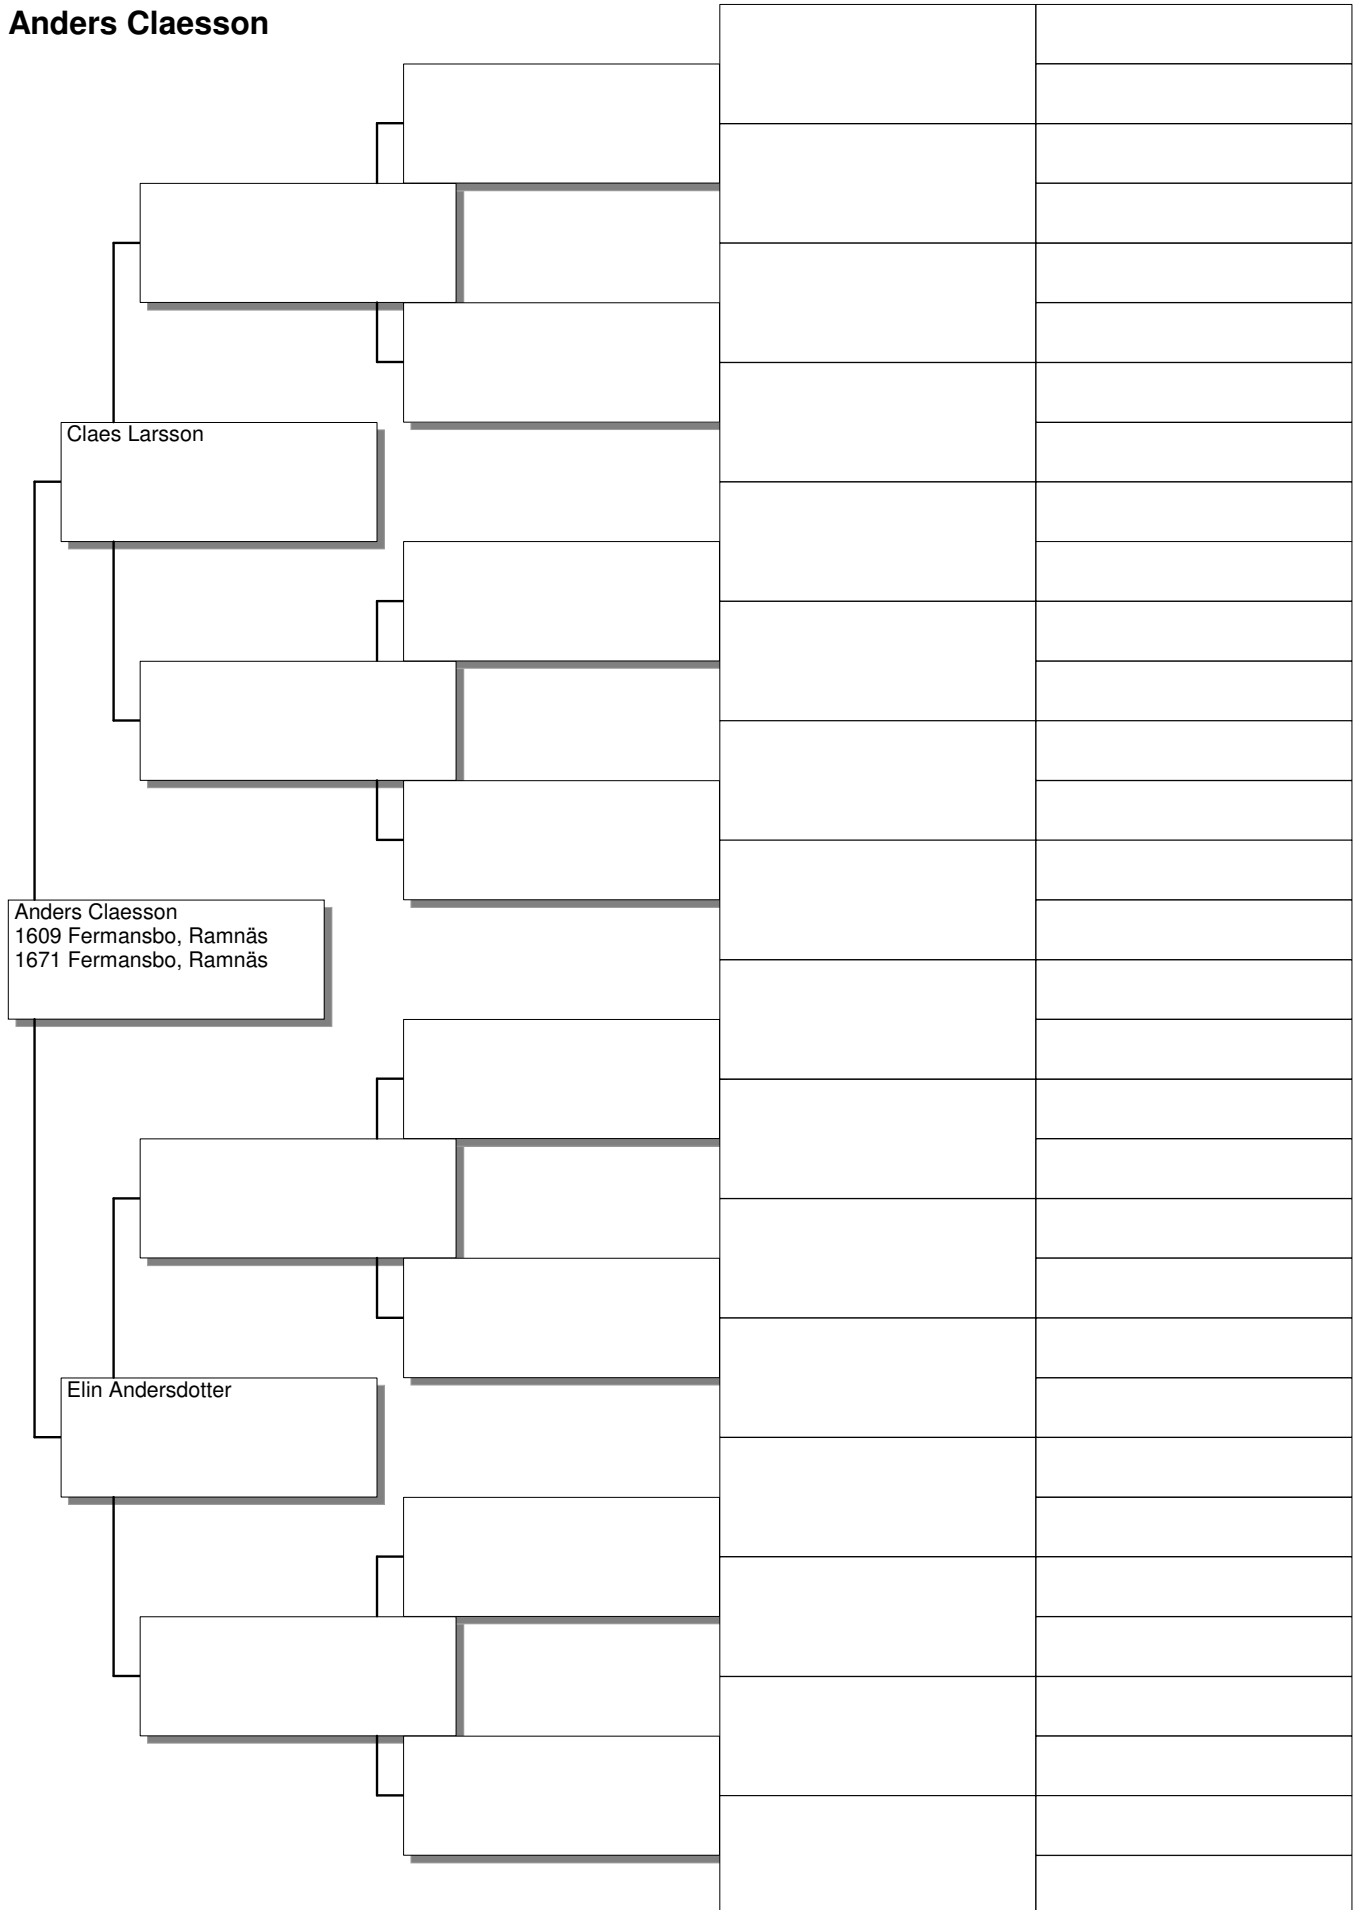 Anders Claesson
Claes Larsson
Anders Claesson
1609 Fermansbo, Ramnäs
1671 Fermansbo, Ramnäs
Elin Andersdotter